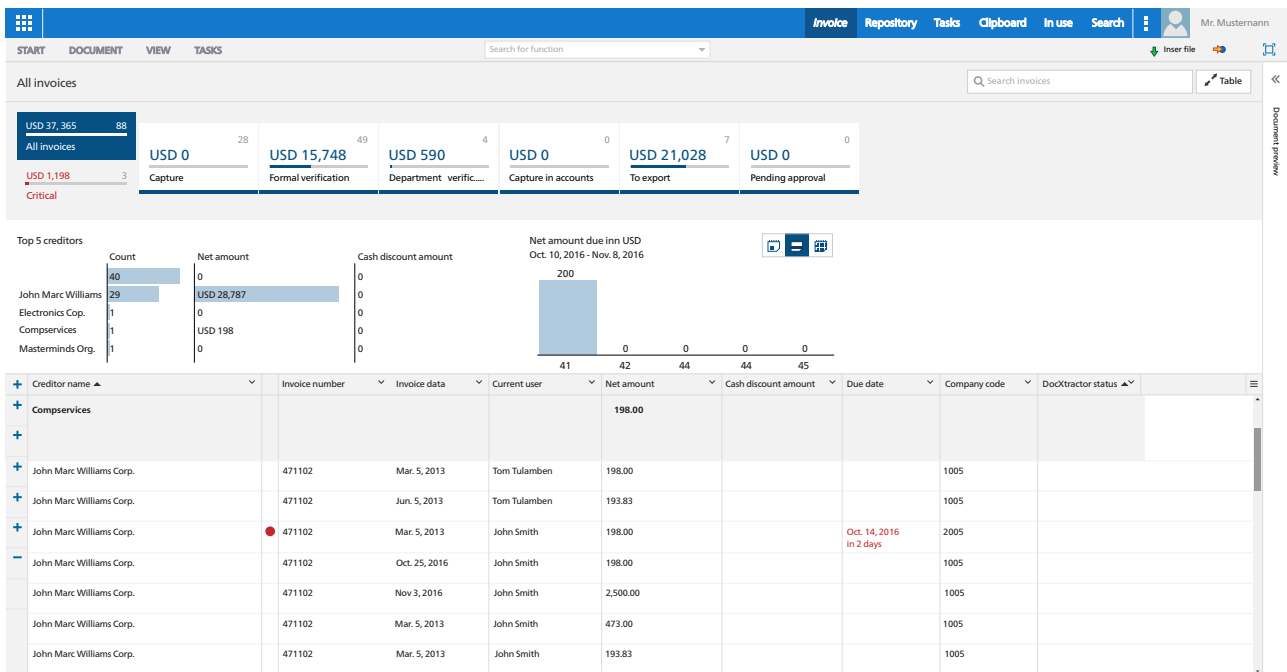 Invoice Repository Tasks Clipboard In use Search Mr. Musternann
START DOCUMENT VIEW TASKS Search for function Inser file
All invoices Search invoices Table
Document preview
USD 37, 365 88
All invoices
USD 1,198 3
Critical
28
USD 0
Capture
49
USD 15,748
Formal verification
4
USD 590
Department verific.....
0
USD 0
Capture in accounts
7
USD 21,028
To export
0
USD 0
Pending approval
Top 5 creditors
Count Net amount Cash discount amount
40 0 0
John Marc Williams 29 USD 28,787 0
Electronics Cop. 1 0 0
Compservices 1 USD 198 0
Masterminds Org. 1 0 0
Net amount due inn USD
Oct. 10, 2016 - Nov. 8, 2016
200
0 0 0 0
41 42 44 44 45
Creditor name Invoice number Invoice data Current user Net amount Cash discount amount Due date Company code DocXtractor status
Compservices 198.00
John Marc Williams Corp. 471102 Mar. 5, 2013 Tom Tulamben 198.00 1005
John Marc Williams Corp. 471102 Jun. 5, 2013 Tom Tulamben 193.83 1005
John Marc Williams Corp. 471102 Mar. 5, 2013 John Smith 198.00 Oct. 14, 2016 2005
in 2 days
John Marc Williams Corp. 471102 Oct. 25, 2016 John Smith 198.00 1005
John Marc Williams Corp. 471102 Nov 3, 2016 John Smith 2,500.00 1005
John Marc Williams Corp. 471102 Mar. 5, 2013 John Smith 473.00 1005
John Marc Williams Corp. 471102 Mar. 5, 2013 John Smith 193.83 1005